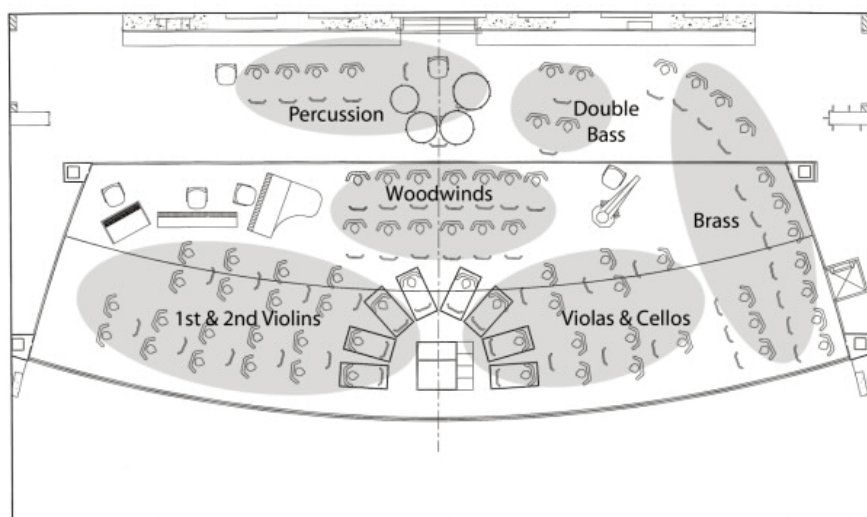 Percussion
Double
Bass
Woodwinds
Brass
1st & 2nd Violins
Violas & Cellos